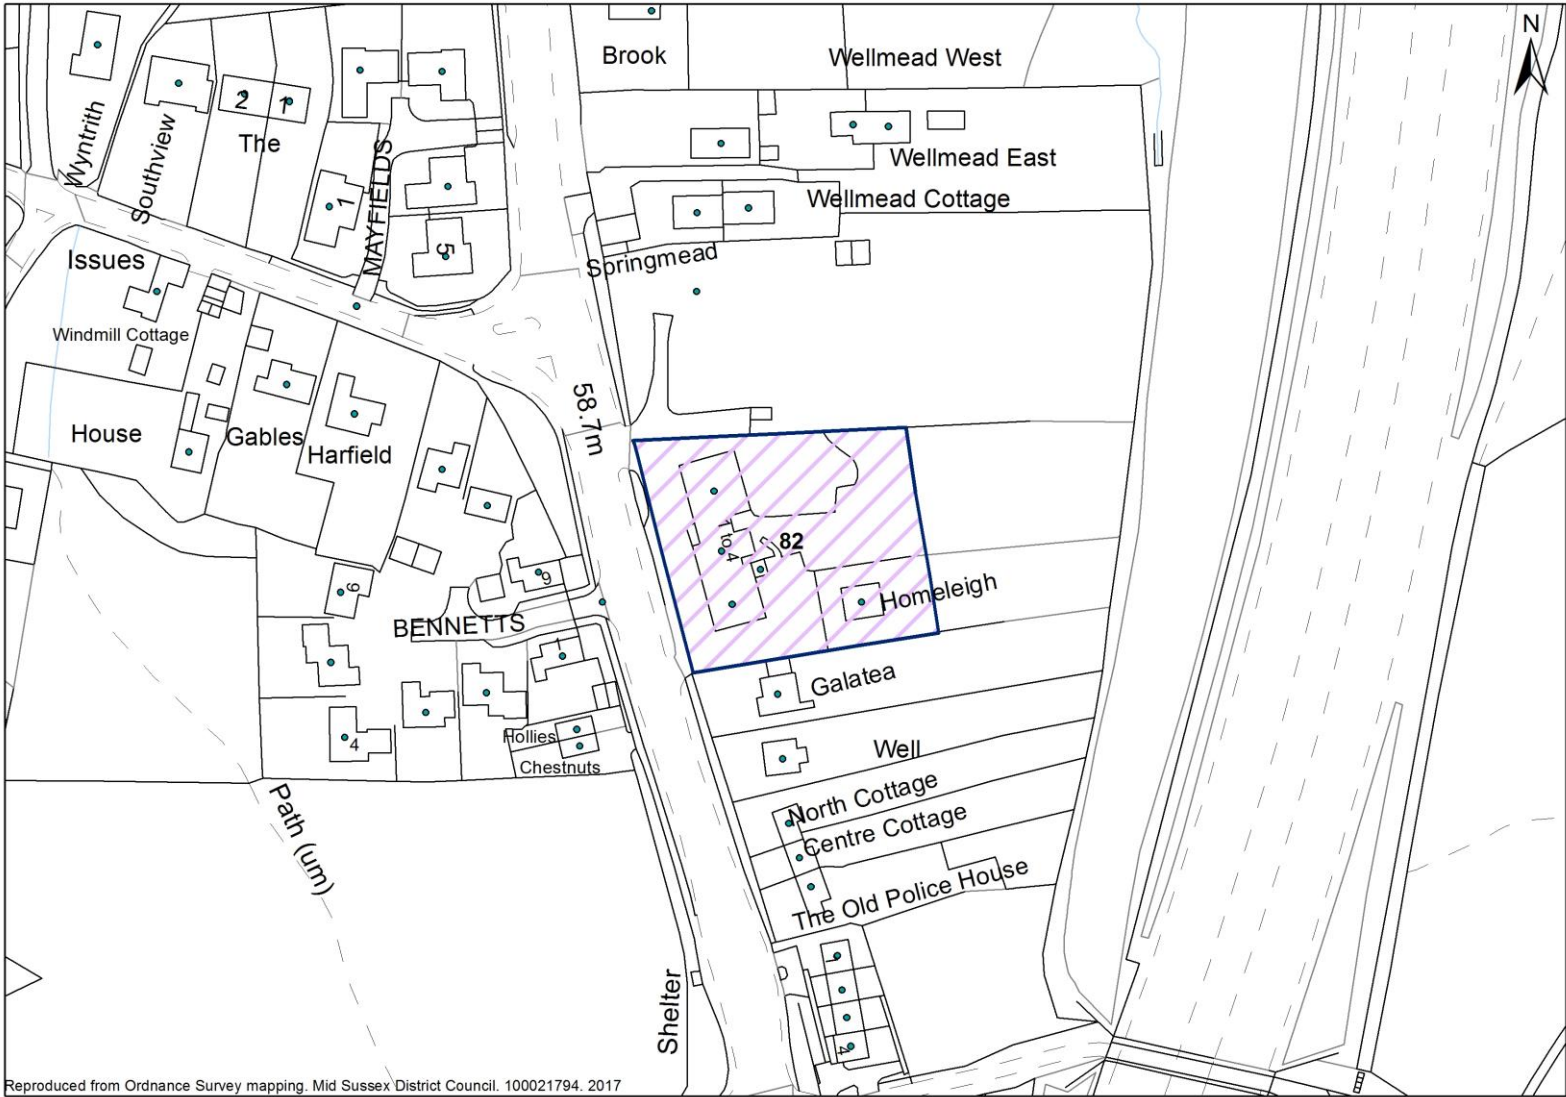 N
Brook
Wellmead West
2
1
The
Wyntrith
Southview
Wellmead East
MAYFIELDS
1
Wellmead Cottage
5
Issues
Springmead
Windmill Cottage
58.7m
House
Gables
Harfield
1 to 4
82
9
9
Homeleigh
BENNETTS
1
Galatea
4
Hollies
Chestnuts
Well
North Cottage
Centre Cottage
Path (um)
The Old Police House
1
Shelter
4
Reproduced from Ordnance Survey mapping. Mid Sussex District Council. 100021794. 2017